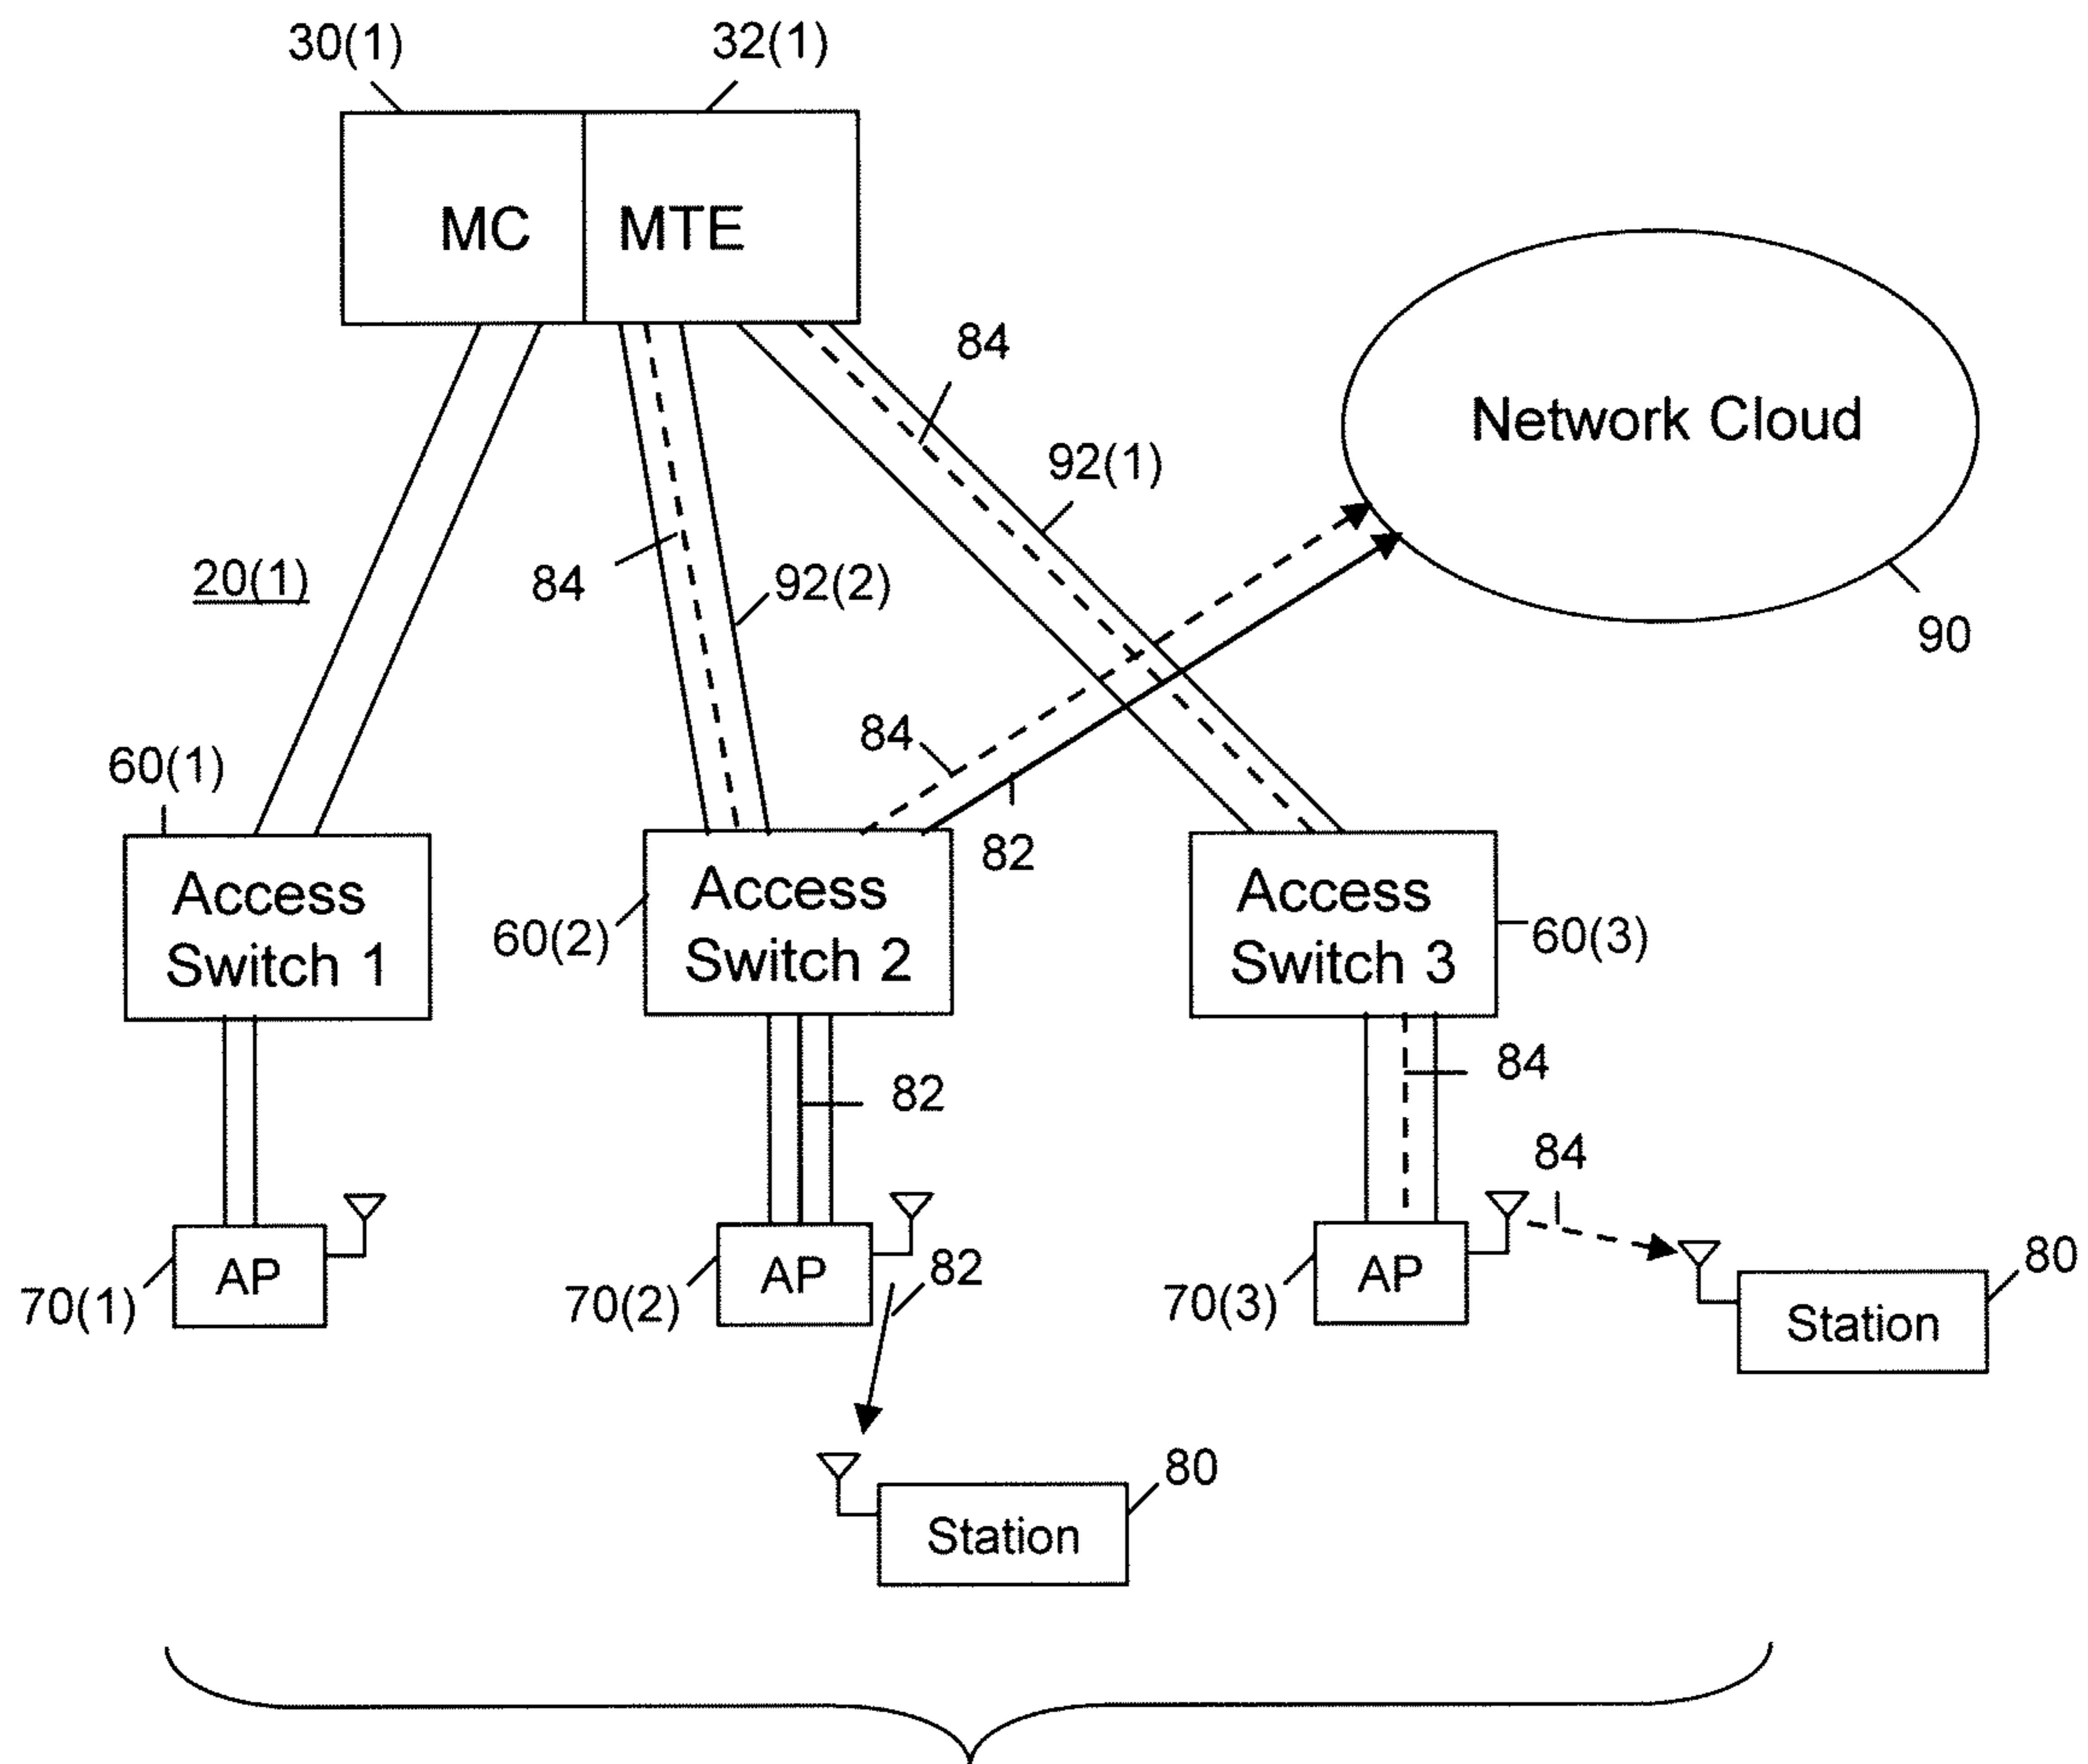 30(1)
32(1)
MC
MTE
84
Network Cloud
92(1)
20(1)
84
92(2)
90
84
60(1)
82
Access
Switch 1
60(2)
Access
Switch 2
Access
Switch 3
60(3)
82
84
84
70(1)
AP
70(2)
AP
82
70(3)
AP
80
Station
80
Station